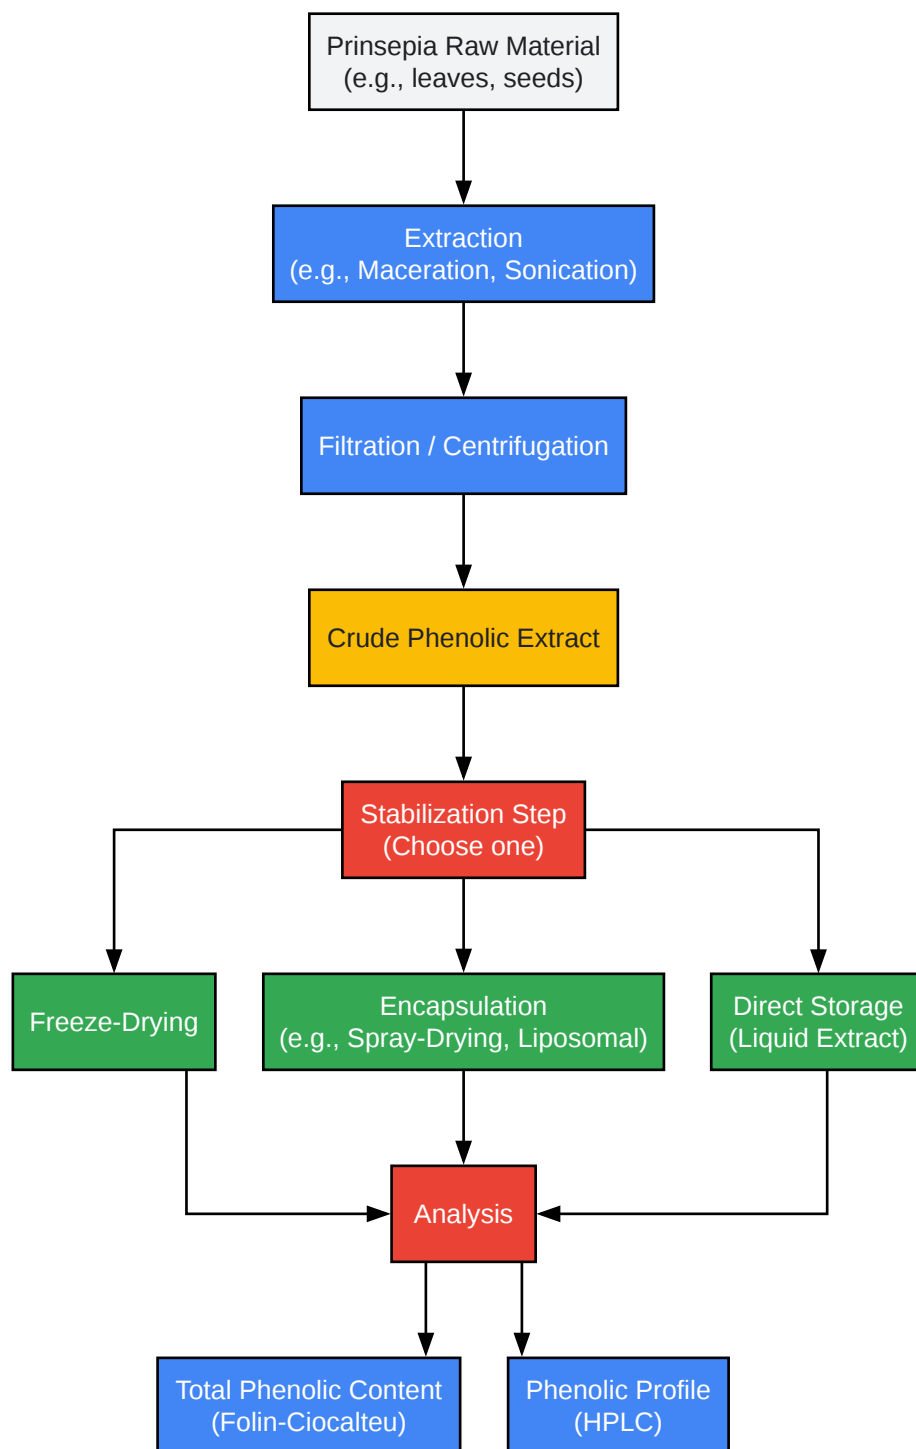 Prinsepia Raw Material
(e.g., leaves, seeds)
Extraction
(e.g., Maceration, Sonication)
Filtration / Centrifugation
Crude Phenolic Extract
Stabilization Step
(Choose one)
Freeze-Drying
Encapsulation
(e.g., Spray-Drying, Liposomal)
Direct Storage
(Liquid Extract)
Analysis
Total Phenolic Content
(Folin-Ciocalteu)
Phenolic Profile
(HPLC)